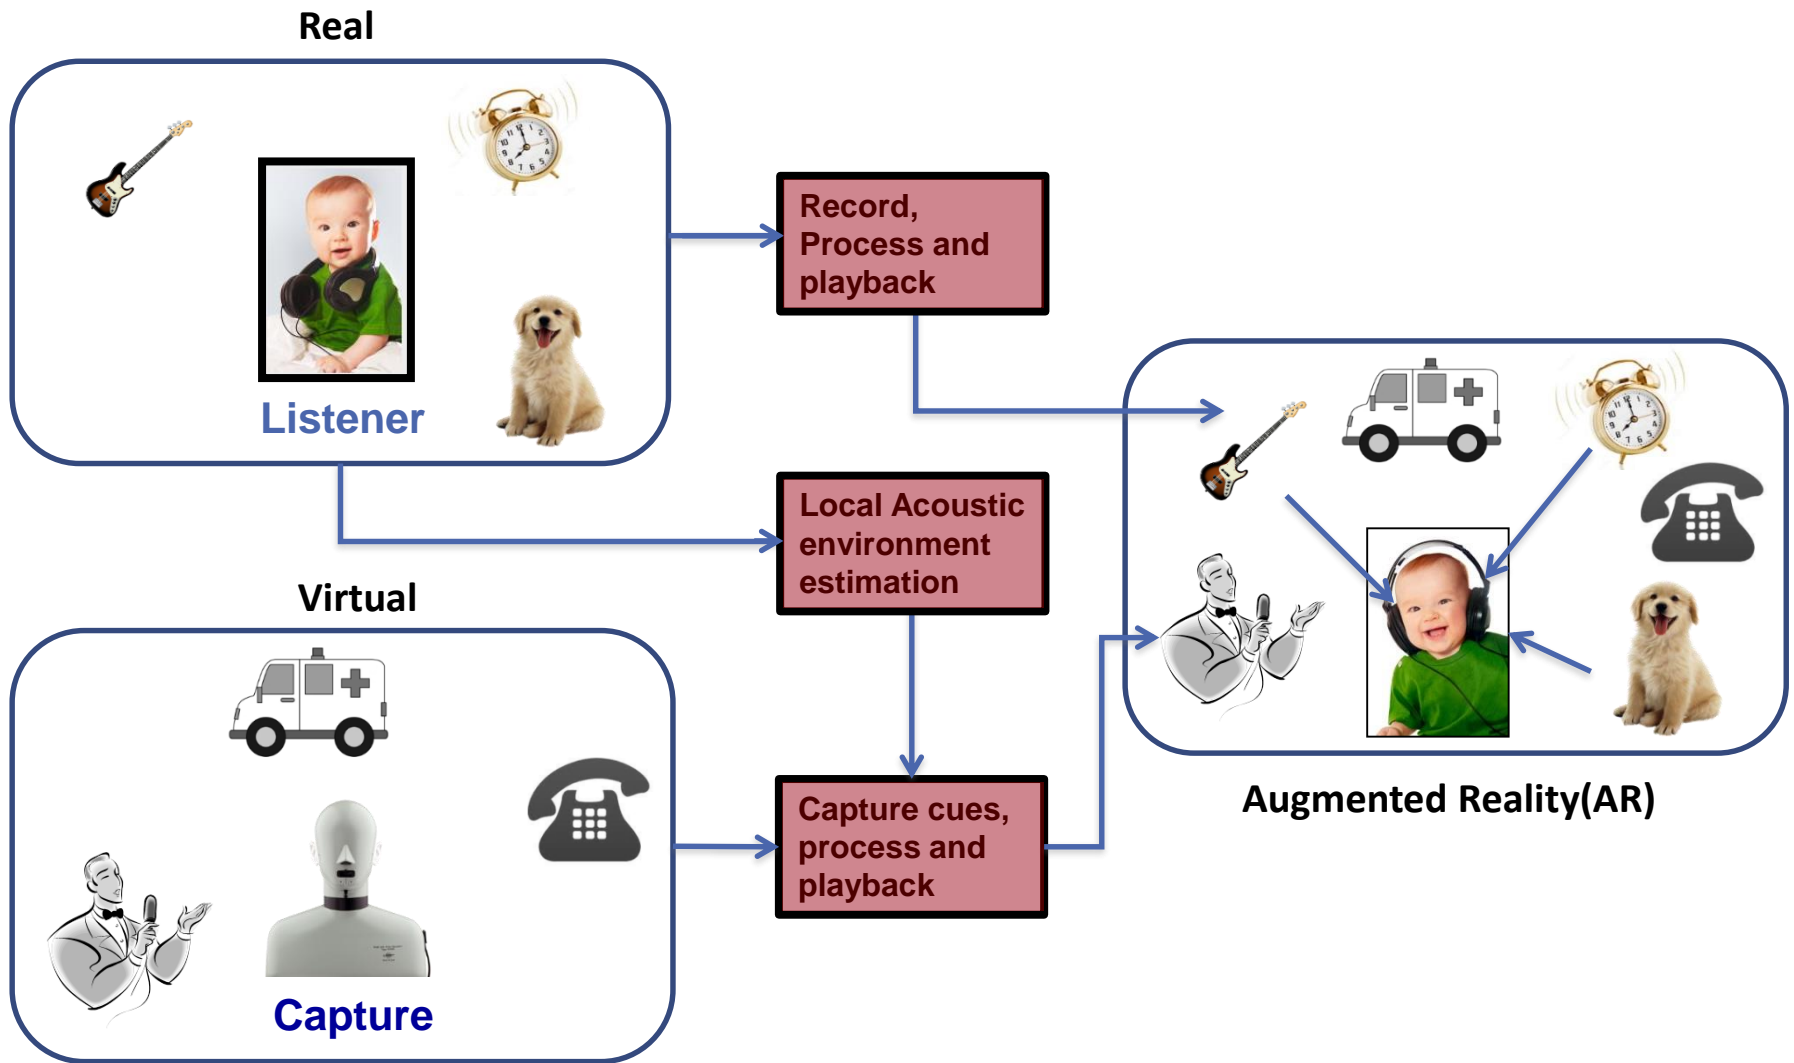 Real
Listener
Record,
Process and
playback
Local Acoustic
environment
estimation
Virtual
Capture
Capture cues,
process and
playback
Augmented Reality(AR)